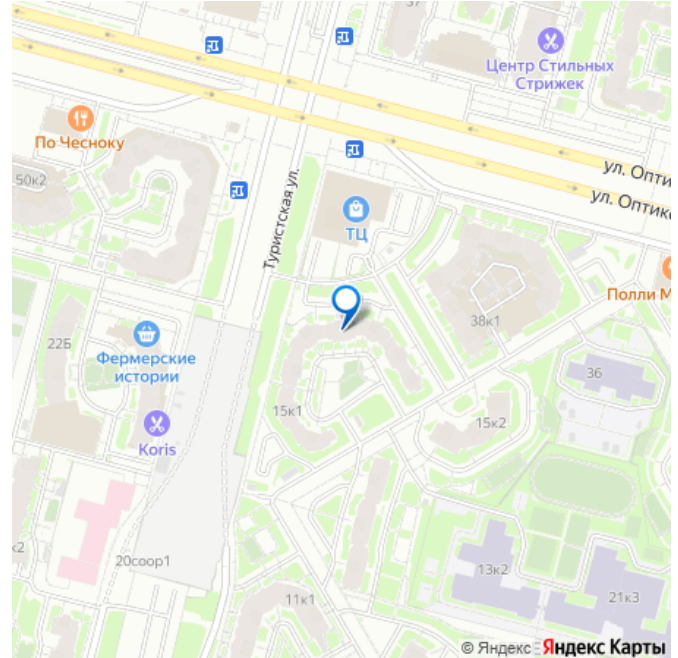 37
Центр Стильных
Стрижек
По Чесноку
50к2
ул. Опти
ул. Оптик
Туристская ул.
ТЦ
Полли М
38к1
22Б
Фермерские
истории
36
15к1
15к2
Koris
к2
20соор1
13к2
21к3
11к1
© Яндекс Яндекс Карты